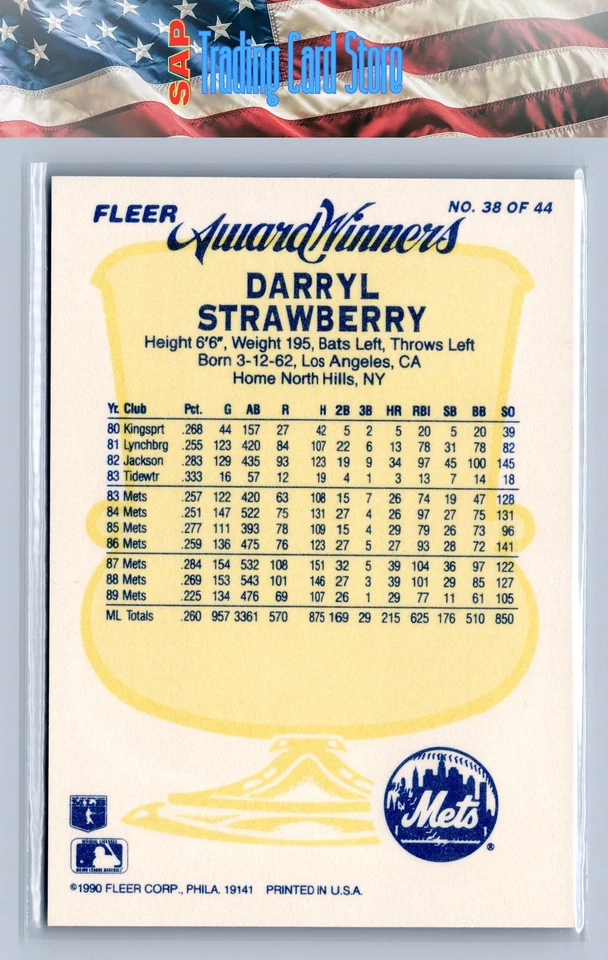 SAP Trading Card Store
FLEER Award Winners NO. 38 OF 44
DARRYL
STRAWBERRY
Height 6'6", Weight 195, Bats Left, Throws Left
Born 3-12-62, Los Angeles, CA
Home North Hills, NY
Yr. Club Pct. G AB R H 2B 3B HR RBI SB BB SO
80 Kingsprt .268 44 157 27 42 5 2 5 20 5 20 39
81 Lynchbrg .255 123 420 84 107 22 6 13 78 31 78 82
82 Jackson .283 129 435 93 123 19 9 34 97 45 100 145
83 Tidewtr .333 16 57 12 19 4 1 3 13 7 14 18
83 Mets .257 122 420 63 108 15 7 26 74 19 47 128
84 Mets .251 147 522 75 131 27 4 26 97 27 75 131
85 Mets .277 111 393 78 109 15 4 29 79 26 73 96
86 Mets .259 136 475 76 123 27 5 27 93 28 72 141
87 Mets .284 154 532 108 151 32 5 39 104 36 97 122
88 Mets .269 153 543 101 146 27 3 39 101 29 85 127
89 Mets .225 134 476 69 107 26 1 29 77 11 61 105
ML Totals .260 957 3361 570 875 169 29 215 625 176 510 850
Mets ®
©1990 FLEER CORP., PHILA. 19141 PRINTED IN U.S.A.